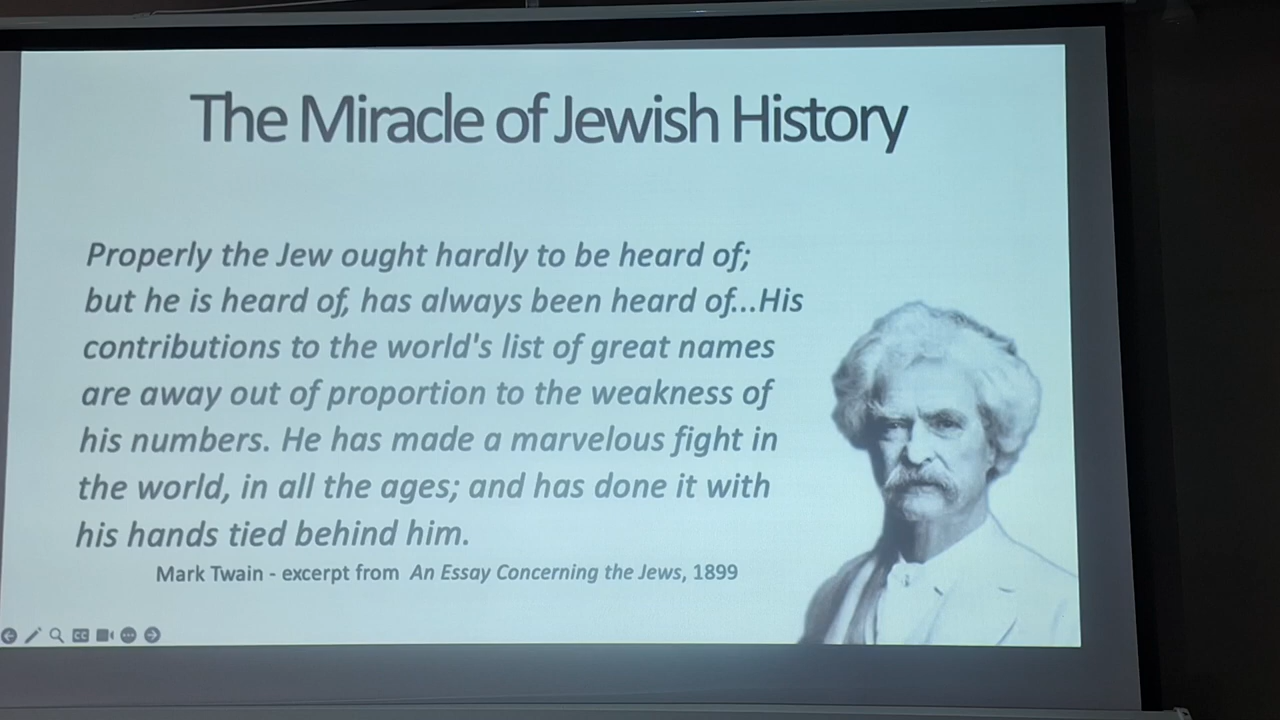 The Miracle of Jewish History
Properly the Jew ought hardly to be heard of;
but he is heard of, has always been heard of...His
contributions to the world's list of great names
are away out of proportion to the weakness of
his numbers. He has made a marvelous fight in
the world, in all the ages; and has done it with
his hands tied behind him.
Mark Twain - excerpt from An Essay Concerning the Jews, 1899
CC